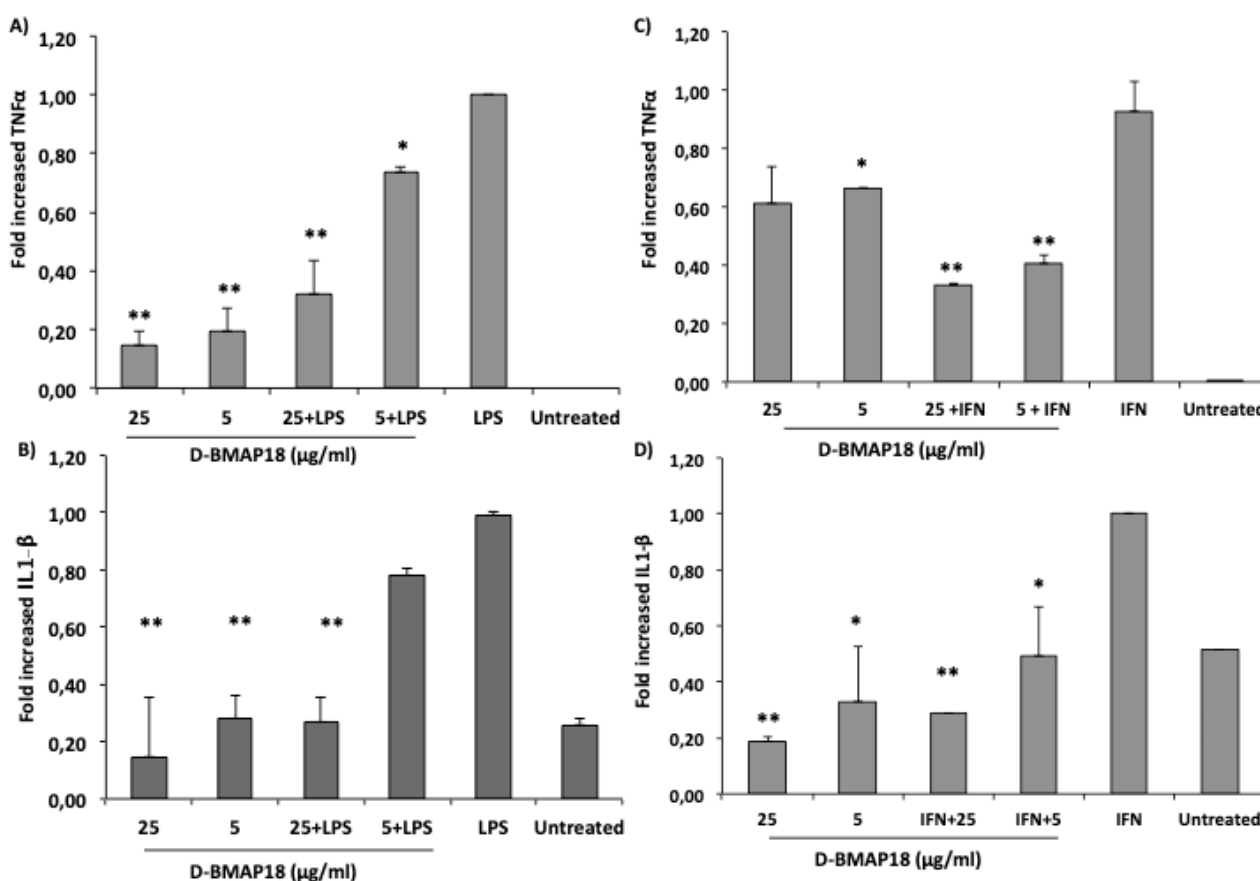 A)
Fold increased TNFα
1,20
1,00
0,80
0,60
0,40
0,20
0,00
**
**
**
*
25 5 25+LPS 5+LPS LPS Untreated
D-BMAP18 (µg/ml)
B)
Fold increased IL1-β
1,20
1,00
0,80
0,60
0,40
0,20
0,00
** ** **
25 5 25+LPS 5+LPS LPS Untreated
D-BMAP18 (µg/ml)
C)
Fold increased TNFα
1,20
1,00
0,80
0,60
0,40
0,20
0,00
*
**
**
25 5 25 +IFN 5 + IFN IFN Untreated
D-BMAP18 (µg/ml)
D)
Fold increased IL1-β
1,20
1,00
0,80
0,60
0,40
0,20
0,00
**
*
**
*
25 5 IFN+25 IFN+5 IFN Untreated
D-BMAP18 (µg/ml)